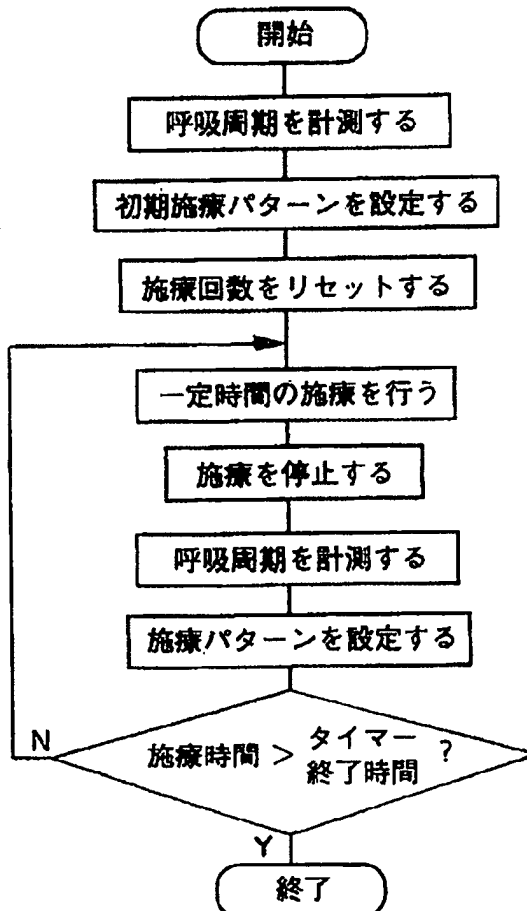 開始
呼吸周期を計測する
初期施療パターンを設定する
施療回数をリセットする
一定時間の施療を行う
施療を停止する
呼吸周期を計測する
施療パターンを設定する
N
施療時間 > タイマー終了時間 ?
Y
終了